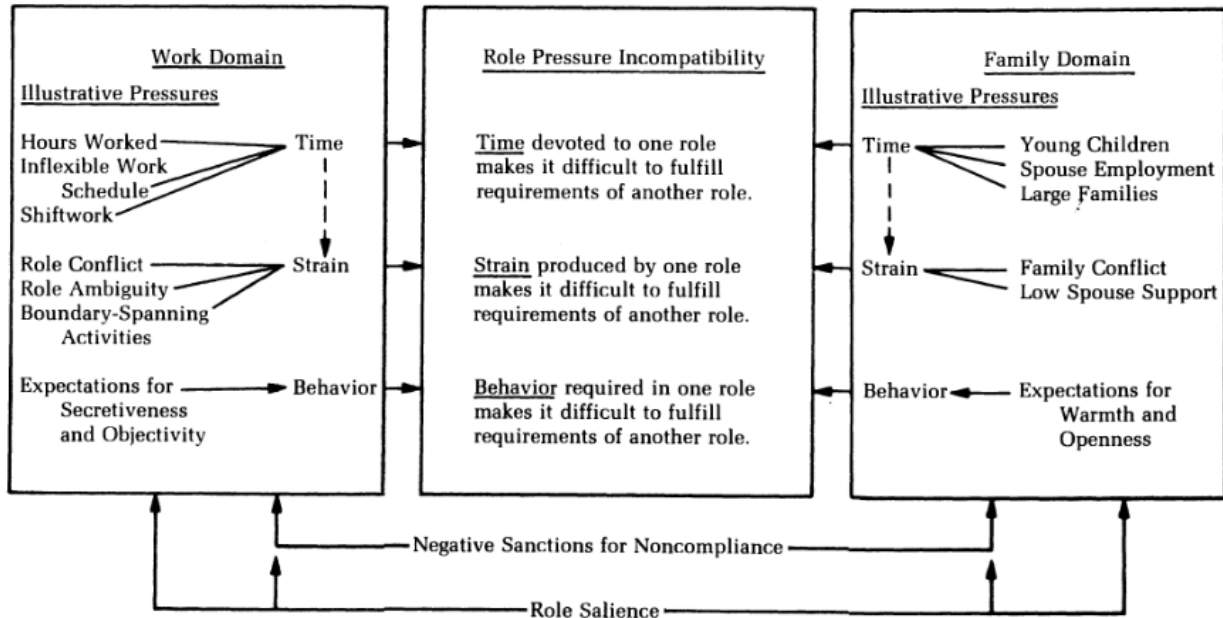 Work Domain
Illustrative Pressures
Hours Worked
Inflexible Work
Schedule
Shiftwork
Time
Role Conflict
Role Ambiguity
Boundary-Spanning
Activities
Strain
Expectations for
Secretiveness
and Objectivity
Behavior
Role Pressure Incompatibility
Time devoted to one role
makes it difficult to fulfill
requirements of another role.
Strain produced by one role
makes it difficult to fulfill
requirements of another role.
Behavior required in one role
makes it difficult to fulfill
requirements of another role.
Family Domain
Illustrative Pressures
Time
Young Children
Spouse Employment
Large Families
Strain
Family Conflict
Low Spouse Support
Behavior
Expectations for
Warmth and
Openness
Negative Sanctions for Noncompliance
Role Salience